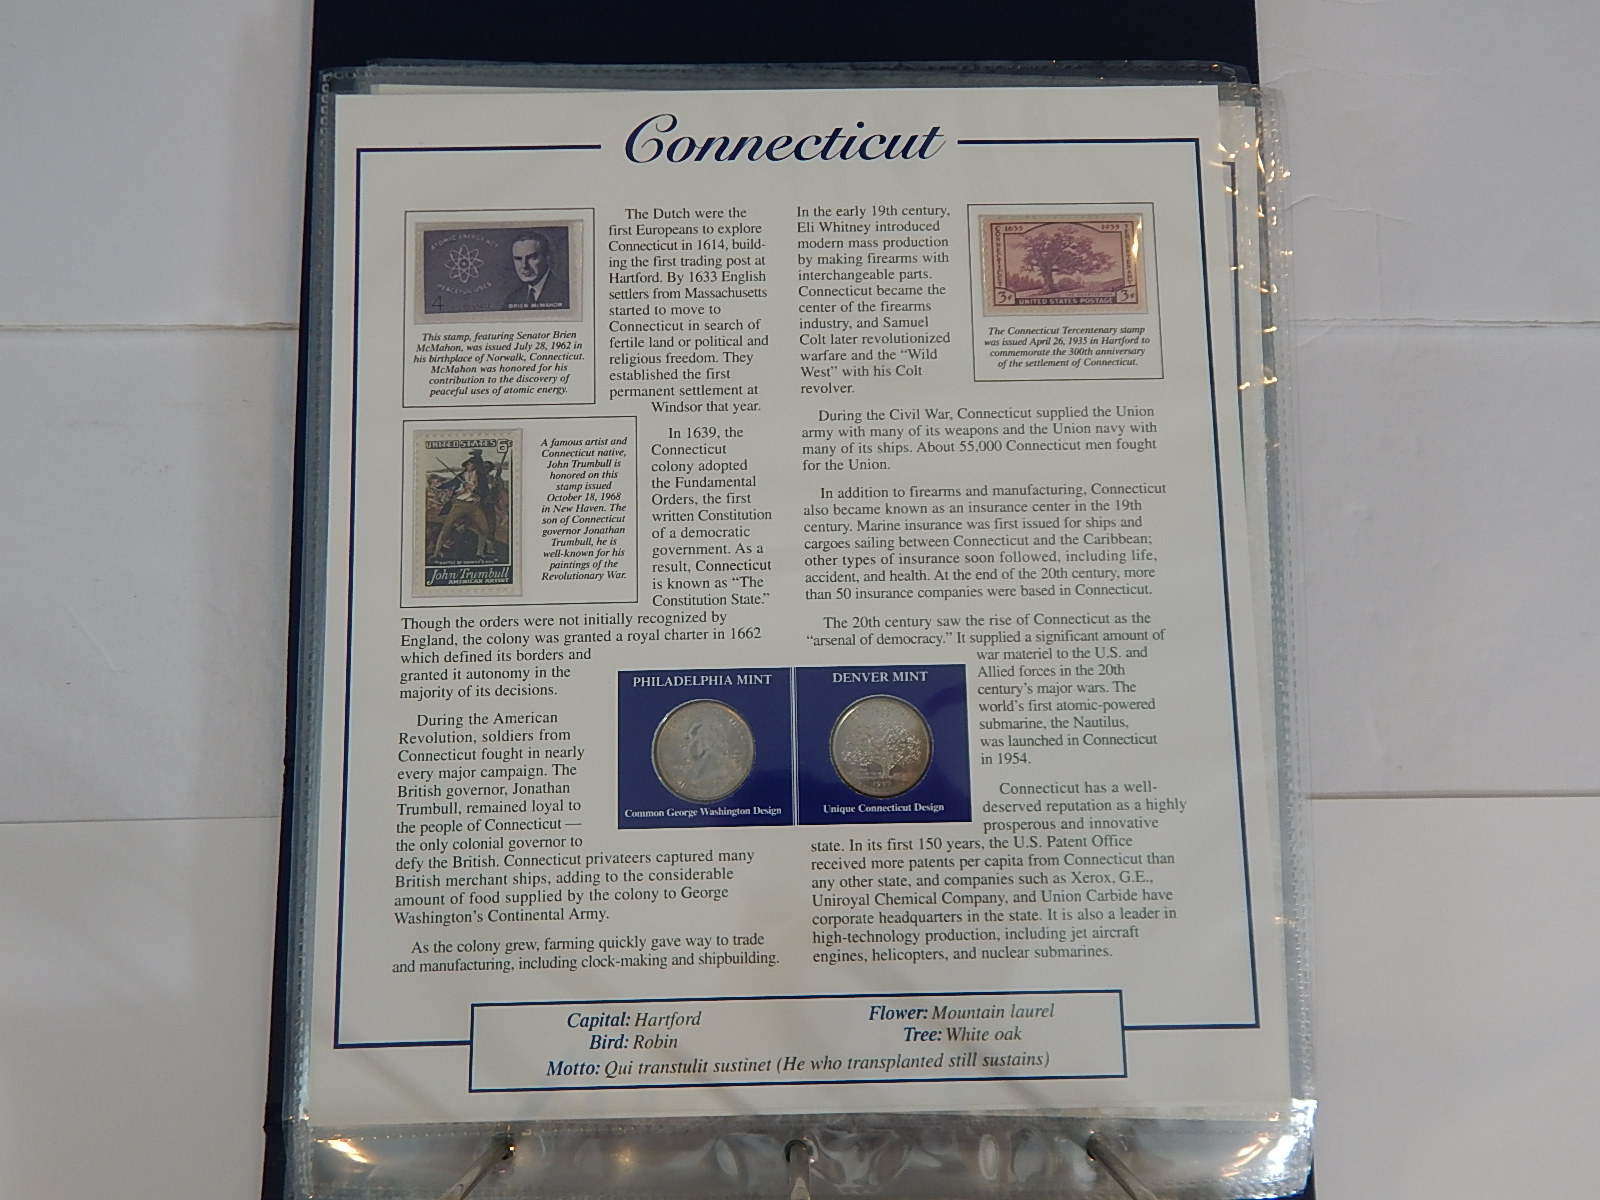 Connecticut
ATOMIC ENERGY ACT
PEACEFUL USES
4
BRIEN McMAHON
This stamp, featuring Senator Brien
McMahon, was issued July 28, 1962 in
his birthplace of Norwalk, Connecticut.
McMahon was honored for his
contribution to the discovery of
peaceful uses of atomic energy.
UNITED STATES 6c
John Trumbull
AMERICAN ARTIST
A famous artist and
Connecticut native,
John Trumbull is
honored on this
stamp issued
October 18, 1968
in New Haven. The
son of Connecticut
governor Jonathan
Trumbull, he is
well-known for his
paintings of the
Revolutionary War.
The Dutch were the
first Europeans to explore
Connecticut in 1614, build-
ing the first trading post at
Hartford. By 1633 English
settlers from Massachusetts
started to move to
Connecticut in search of
fertile land or political and
religious freedom. They
established the first
permanent settlement at
Windsor that year.
In 1639, the
Connecticut
colony adopted
the Fundamental
Orders, the first
written Constitution
of a democratic
government. As a
result, Connecticut
is known as “The
Constitution State.”
Though the orders were not initially recognized by
England, the colony was granted a royal charter in 1662
which defined its borders and
granted it autonomy in the
majority of its decisions.
During the American
Revolution, soldiers from
Connecticut fought in nearly
every major campaign. The
British governor, Jonathan
Trumbull, remained loyal to
the people of Connecticut —
the only colonial governor to
defy the British. Connecticut privateers captured many
British merchant ships, adding to the considerable
amount of food supplied by the colony to George
Washington’s Continental Army.
As the colony grew, farming quickly gave way to trade
and manufacturing, including clock-making and shipbuilding.
In the early 19th century,
Eli Whitney introduced
modern mass production
by making firearms with
interchangeable parts.
Connecticut became the
center of the firearms
industry, and Samuel
Colt later revolutionized
warfare and the “Wild
West” with his Colt
revolver.
1635 1935
CONNECTICUT TERCENTENARY
3c UNITED STATES POSTAGE 3c
The Connecticut Tercentenary stamp
was issued April 26, 1935 in Hartford to
commemorate the 300th anniversary
of the settlement of Connecticut.
During the Civil War, Connecticut supplied the Union
army with many of its weapons and the Union navy with
many of its ships. About 55,000 Connecticut men fought
for the Union.
In addition to firearms and manufacturing, Connecticut
also became known as an insurance center in the 19th
century. Marine insurance was first issued for ships and
cargoes sailing between Connecticut and the Caribbean;
other types of insurance soon followed, including life,
accident, and health. At the end of the 20th century, more
than 50 insurance companies were based in Connecticut.
The 20th century saw the rise of Connecticut as the
“arsenal of democracy.” It supplied a significant amount of
war materiel to the U.S. and
Allied forces in the 20th
century’s major wars. The
world’s first atomic-powered
submarine, the Nautilus,
was launched in Connecticut
in 1954.
Connecticut has a well-
deserved reputation as a highly
prosperous and innovative
state. In its first 150 years, the U.S. Patent Office
received more patents per capita from Connecticut than
any other state, and companies such as Xerox, G.E.,
Uniroyal Chemical Company, and Union Carbide have
corporate headquarters in the state. It is also a leader in
high-technology production, including jet aircraft
engines, helicopters, and nuclear submarines.
PHILADELPHIA MINT
Common George Washington Design
DENVER MINT
Unique Connecticut Design
Capital: Hartford
Bird: Robin
Flower: Mountain laurel
Tree: White oak
Motto: Qui transtulit sustinet (He who transplanted still sustains)